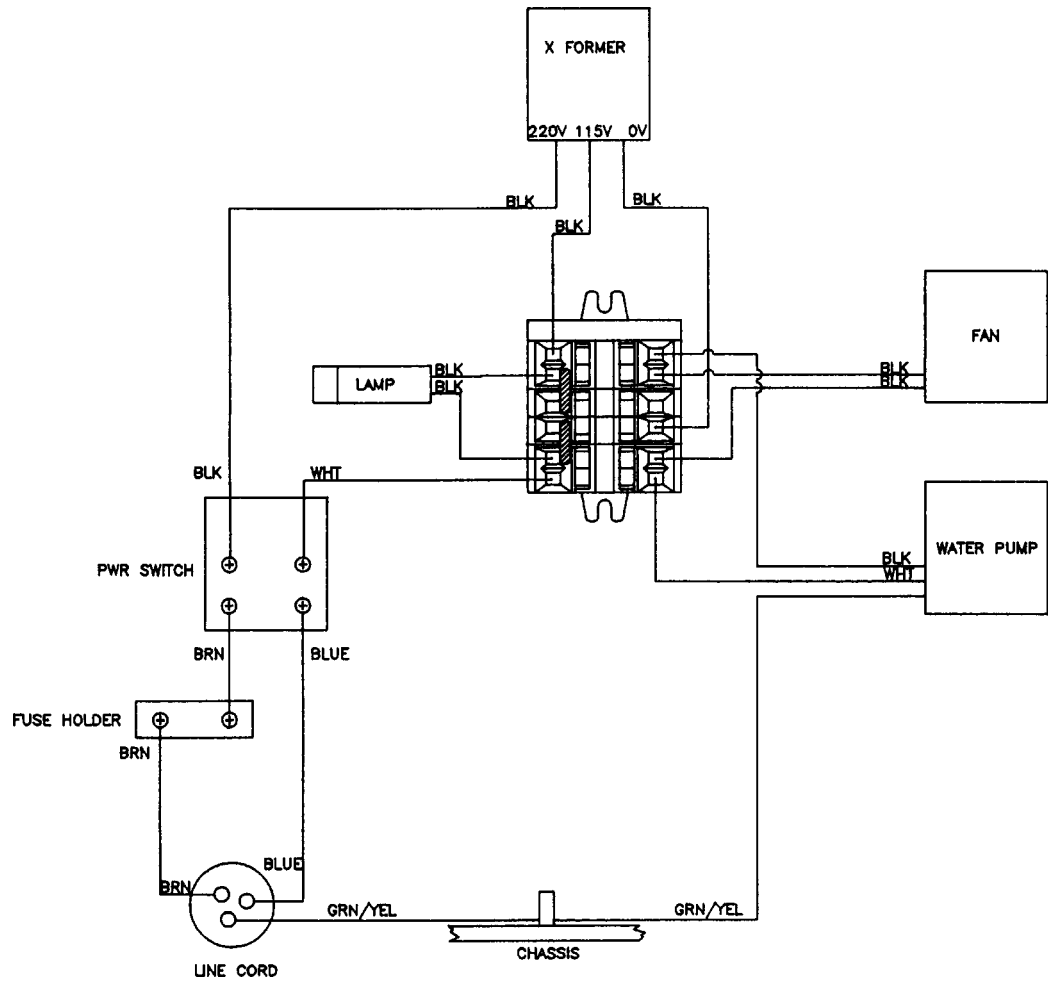 X FORMER
220V 115V 0V
BLK
BLK
BLK
FAN
BLK
BLK
LAMP
BLK
BLK
BLK
WHT
PWR SWITCH
WATER PUMP
BLK
WHT
BRN
BLUE
FUSE HOLDER
BRN
BLUE
BRN
GRN/YEL
GRN/YEL
CHASSIS
LINE CORD